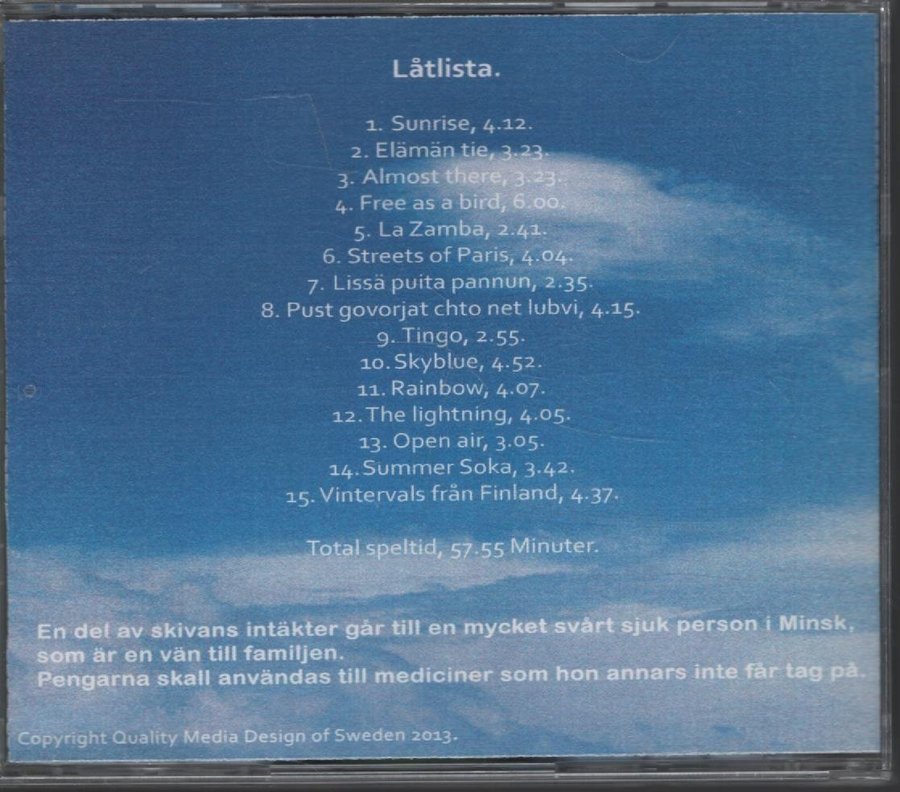 Låtlista.
1. Sunrise, 4.12.
2. Elämän tie, 3.23.
3. Almost there, 3.23.
4. Free as a bird, 6.00.
5. La Zamba, 2.41.
6. Streets of Paris, 4.04.
7. Lissä puita pannun, 2.35.
8. Pust govorjat chto net lubvi, 4.15.
9. Tingo, 2.55.
10. Skyblue, 4.52.
11. Rainbow, 4.07.
12. The lightning, 4.05.
13. Open air, 3.05.
14. Summer Soka, 3.42.
15. Vintervals från Finland, 4.37.
Total speltid, 57.55 Minuter.
En del av skivans intäkter går till en mycket svårt sjuk person i Minsk,
som är en vän till familjen.
Pengarna skall användas till mediciner som hon annars inte får tag på.
Copyright Quality Media Design of Sweden 2013.